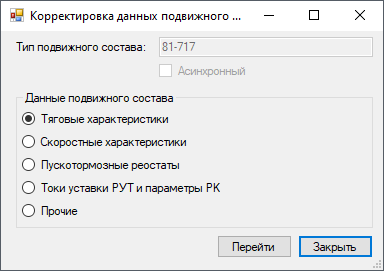 Корректировка данных подвижного ...
Тип подвижного состава: 81-717
Асинхронный
Данные подвижного состава
Тяговые характеристики
Скоростные характеристики
Пускотормозные реостаты
Токи уставки РУТ и параметры РК
Прочие
Перейти Закрыть